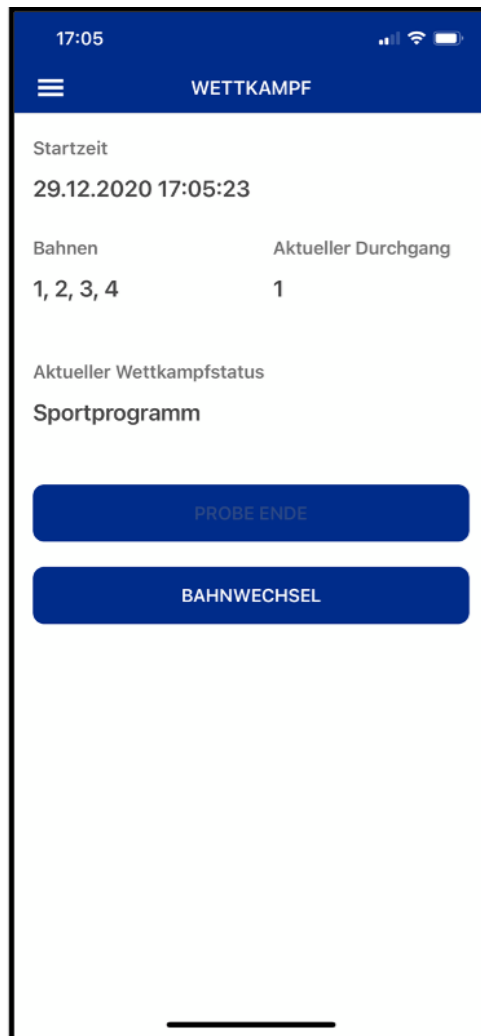 17:05
WETTKAMPF
Startzeit
29.12.2020 17:05:23
Bahnen Aktueller Durchgang
1, 2, 3, 4 1
Aktueller Wettkampfstatus
Sportprogramm
PROBE ENDE
BAHNWECHSEL